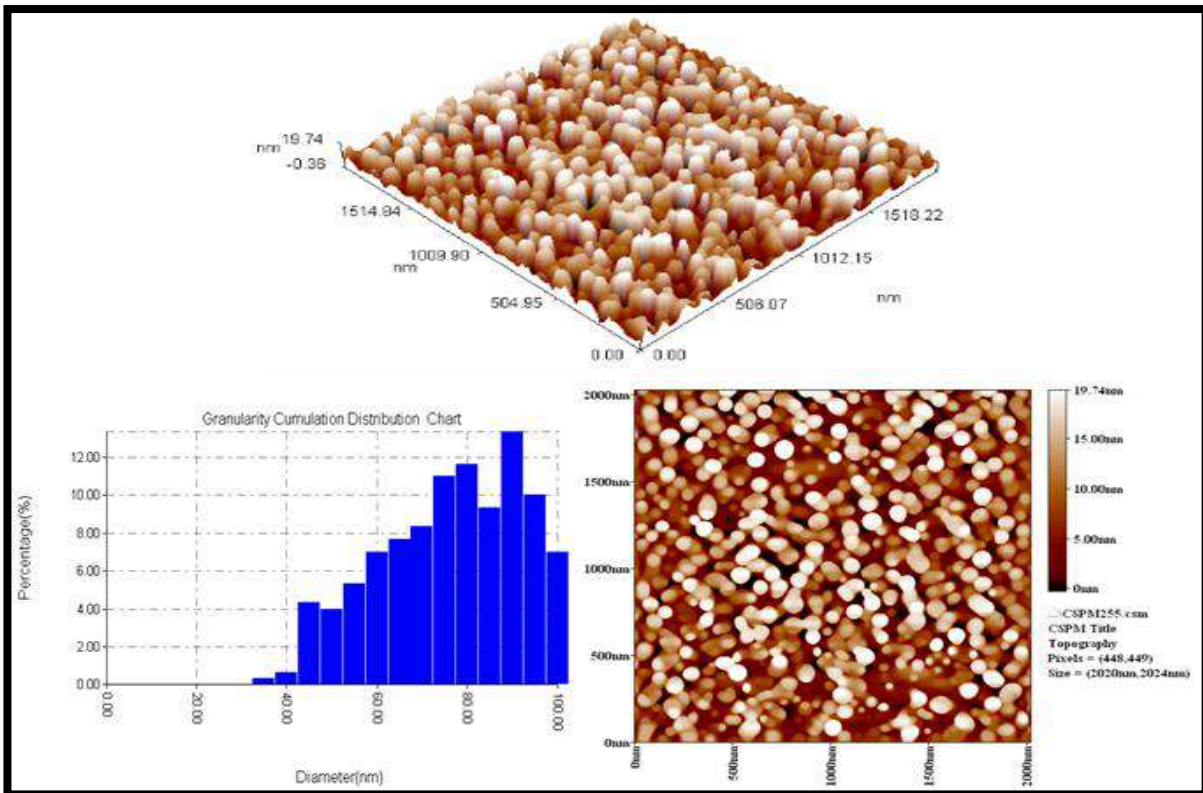 19.74
nm
-0.36
1514.84
1518.22
1009.90
nm
1012.15
nm
504.95
506.07
0.00
0.00
Granularity Cumulation Distribution Chart
12.00
10.00
8.00
6.00
4.00
2.00
0.00
Percentage(%)
0.00
20.00
40.00
60.00
80.00
100.00
Diameter(nm)
2000nm
1500nm
1000nm
500nm
0nm
0nm
500nm
1000nm
1500nm
2000nm
19.74nm
15.00nm
10.00nm
5.00nm
0nm
...\CSPM255.csm
CSPM Title
Topography
Pixels = (448,449)
Size = (2020nm,2024nm)